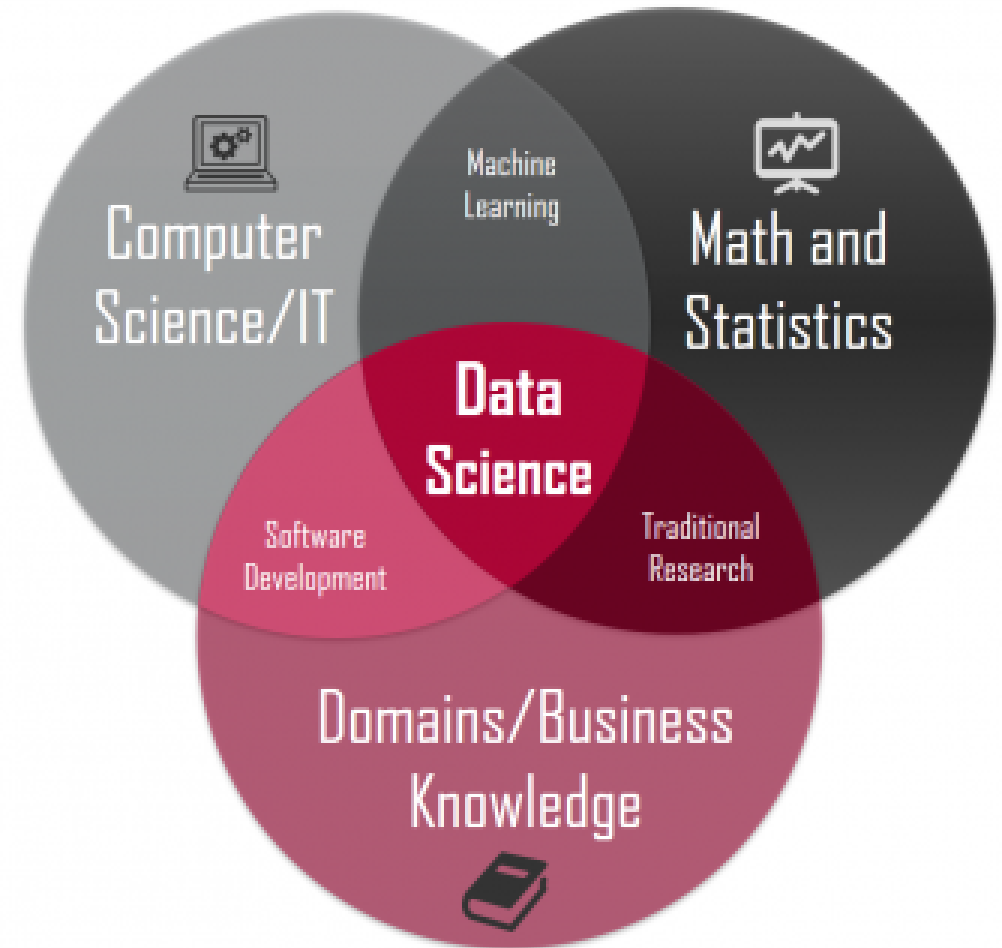 Machine
Learning
Computer
Science/IT
Math and
Statistics
Data
Science
Software
Development
Traditional
Research
Domains/Business
Knowledge